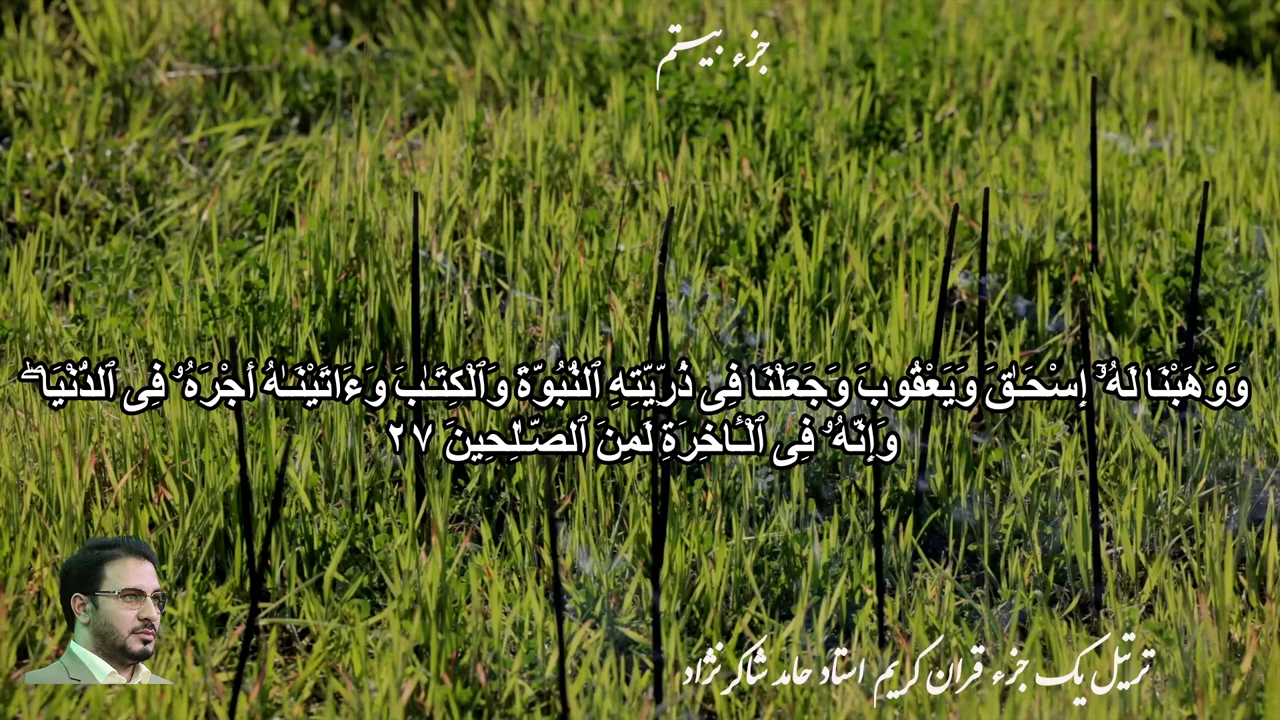 جزء بیستم
وَوَهَبْنَا لَهُۥٓ إِسْحَـٰقَ وَيَعْقُوبَ وَجَعَلْنَا فِى ذُرِّيَّتِهِ ٱلنُّبُوَّةَ وَٱلْكِتَـٰبَ وَءَاتَيْنَـٰهُ أَجْرَهُۥ فِى ٱلدُّنْيَا ۖ
وَإِنَّهُۥ فِى ٱلْـَٔاخِرَةِ لَمِنَ ٱلصَّـٰلِحِينَ ٢٧
ترتیل یک جزء قران کریم استاد حامد شاکرنژاد